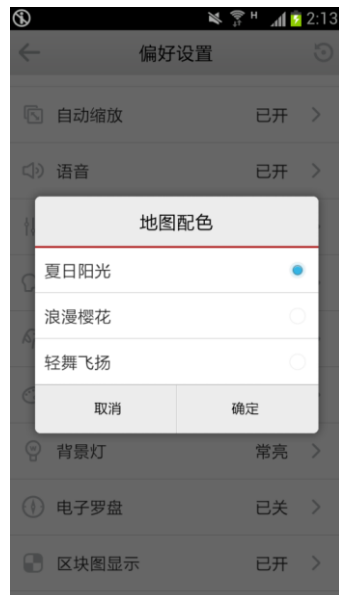 H 2:13
偏好设置
自动缩放 已开
语音 已开
地图配色
夏日阳光
浪漫樱花
轻舞飞扬
取消 确定
背景灯 常亮
电子罗盘 已关
区块图显示 已开